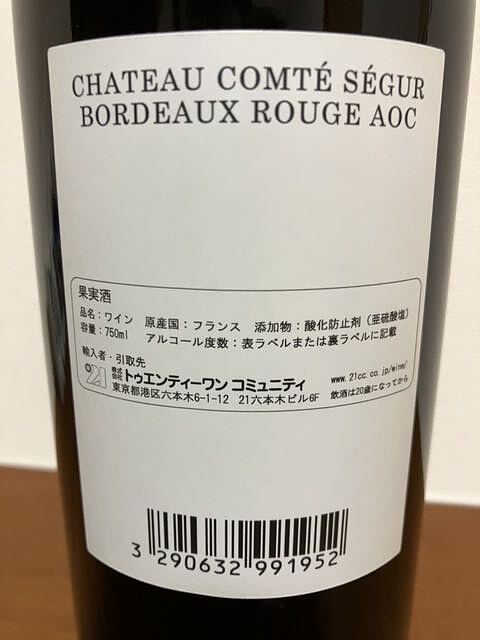 CHATEAU COMTÉ SÉGUR
BORDEAUX ROUGE AOC
果実酒
品名：ワイン 原産国：フランス 添加物：酸化防止剤（亜硫酸塩）
容量：750ml アルコール度数：表ラベルまたは裏ラベルに記載
輸入者・引取先
21 株式会社 トゥエンティーワン コミュニティ www.21cc.co.jp/wine/
東京都港区六本木6-1-12 21六本木ビル6F 飲酒は20歳になってから
3 290632 991952